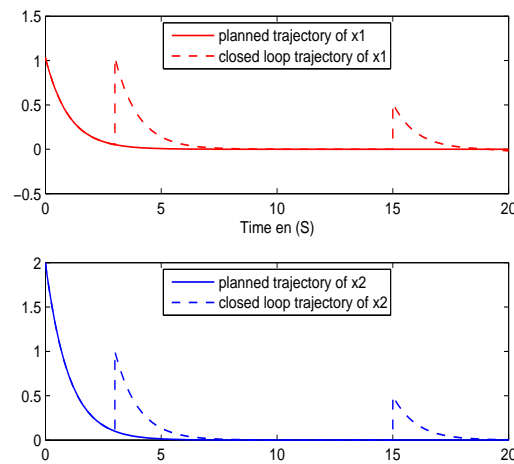 1.5
1
0.5
0
−0.5
planned trajectory of x1
closed loop trajectory of x1
0 5 10 15 20
Time en (S)
2
1.5
1
0.5
0
planned trajectory of x2
closed loop trajectory of x2
0 5 10 15 20